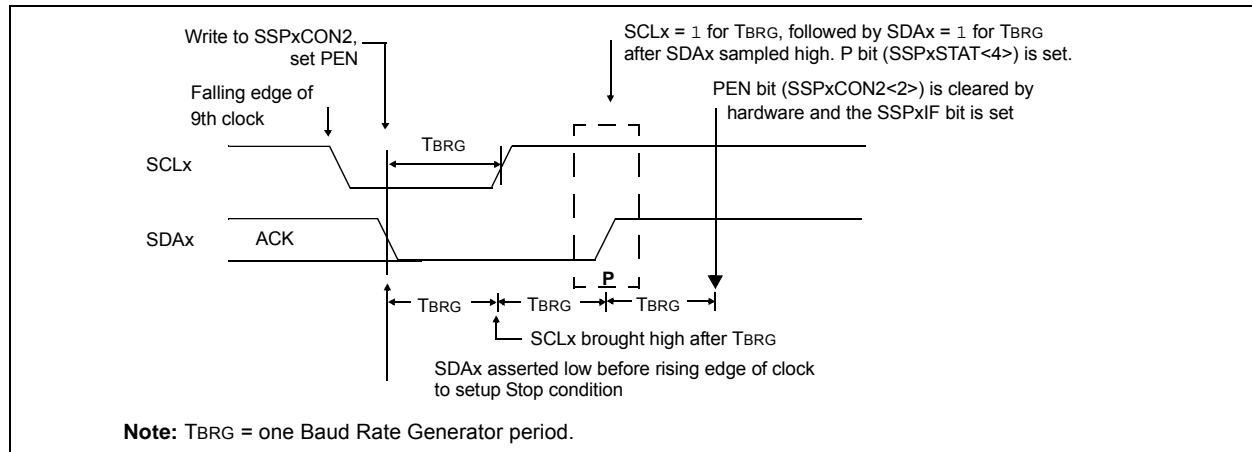 Write to SSPxCON2,
set PEN
SCLx = 1 for TBRG, followed by SDAx = 1 for TBRG
after SDAx sampled high. P bit (SSPxSTAT<4>) is set.
Falling edge of
9th clock
PEN bit (SSPxCON2<2>) is cleared by
hardware and the SSPxIF bit is set
TBRG
SCLx
SDAx
ACK
P
TBRG
TBRG
TBRG
SCLx brought high after TBRG
SDAx asserted low before rising edge of clock
to setup Stop condition
Note: TBRG = one Baud Rate Generator period.